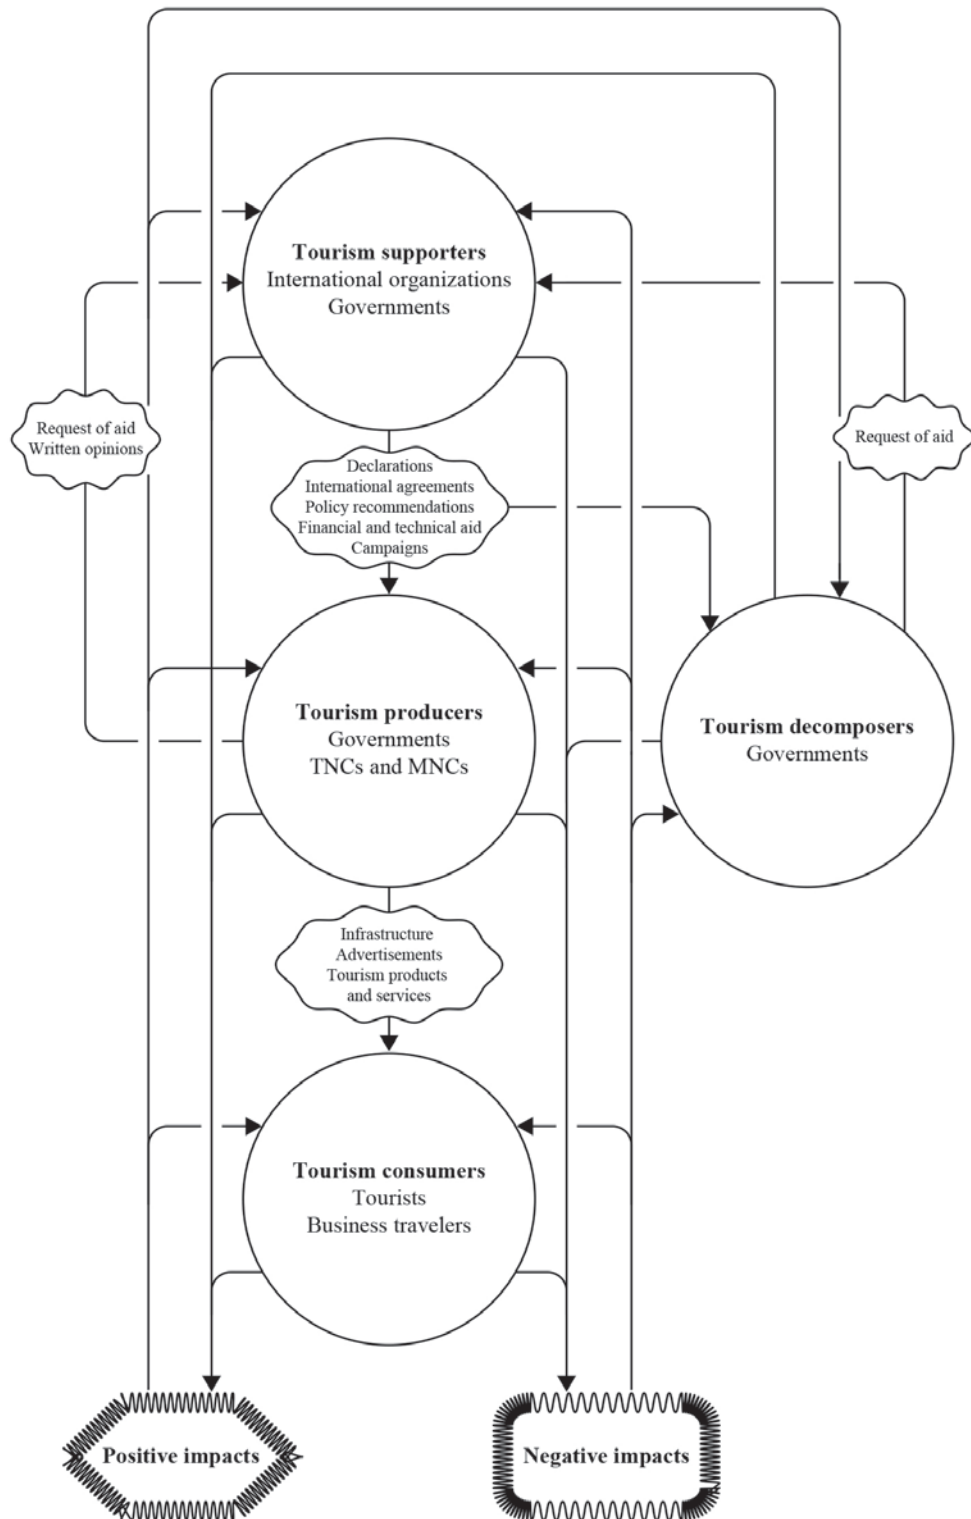 Tourism supporters
International organizations
Governments
Request of aid
Written opinions
Request of aid
Declarations
International agreements
Policy recommendations
Financial and technical aid
Campaigns
Tourism producers
Governments
TNCs and MNCs
Tourism decomposers
Governments
Infrastructure
Advertisements
Tourism products
and services
Tourism consumers
Tourists
Business travelers
Positive impacts
Negative impacts